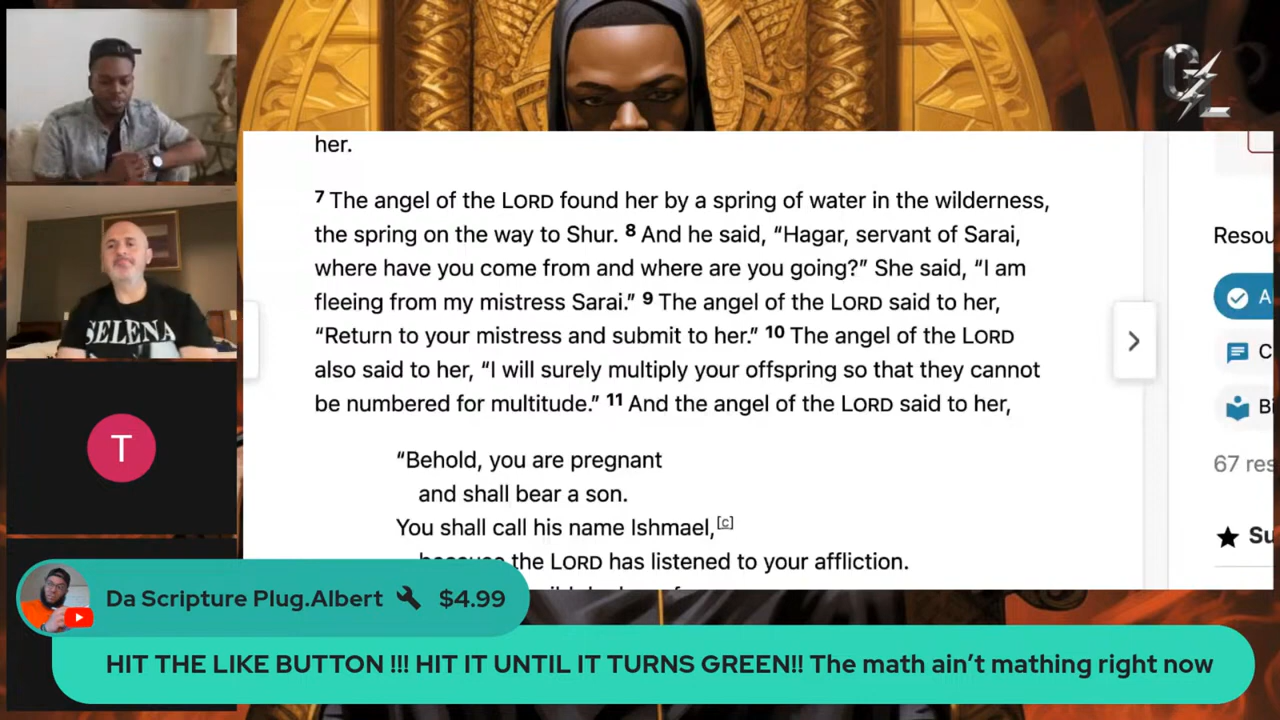 GL
SELENA
T
her.
7 The angel of the LORD found her by a spring of water in the wilderness,
the spring on the way to Shur. 8 And he said, “Hagar, servant of Sarai,
where have you come from and where are you going?” She said, “I am
fleeing from my mistress Sarai.” 9 The angel of the LORD said to her,
“Return to your mistress and submit to her.” 10 The angel of the LORD
also said to her, “I will surely multiply your offspring so that they cannot
be numbered for multitude.” 11 And the angel of the LORD said to her,
“Behold, you are pregnant
and shall bear a son.
You shall call his name Ishmael,[c]
because the LORD has listened to your affliction.
Resou
A
C
Bi
67 res
Su
Da Scripture Plug.Albert $4.99
HIT THE LIKE BUTTON !!! HIT IT UNTIL IT TURNS GREEN!! The math ain’t mathing right now